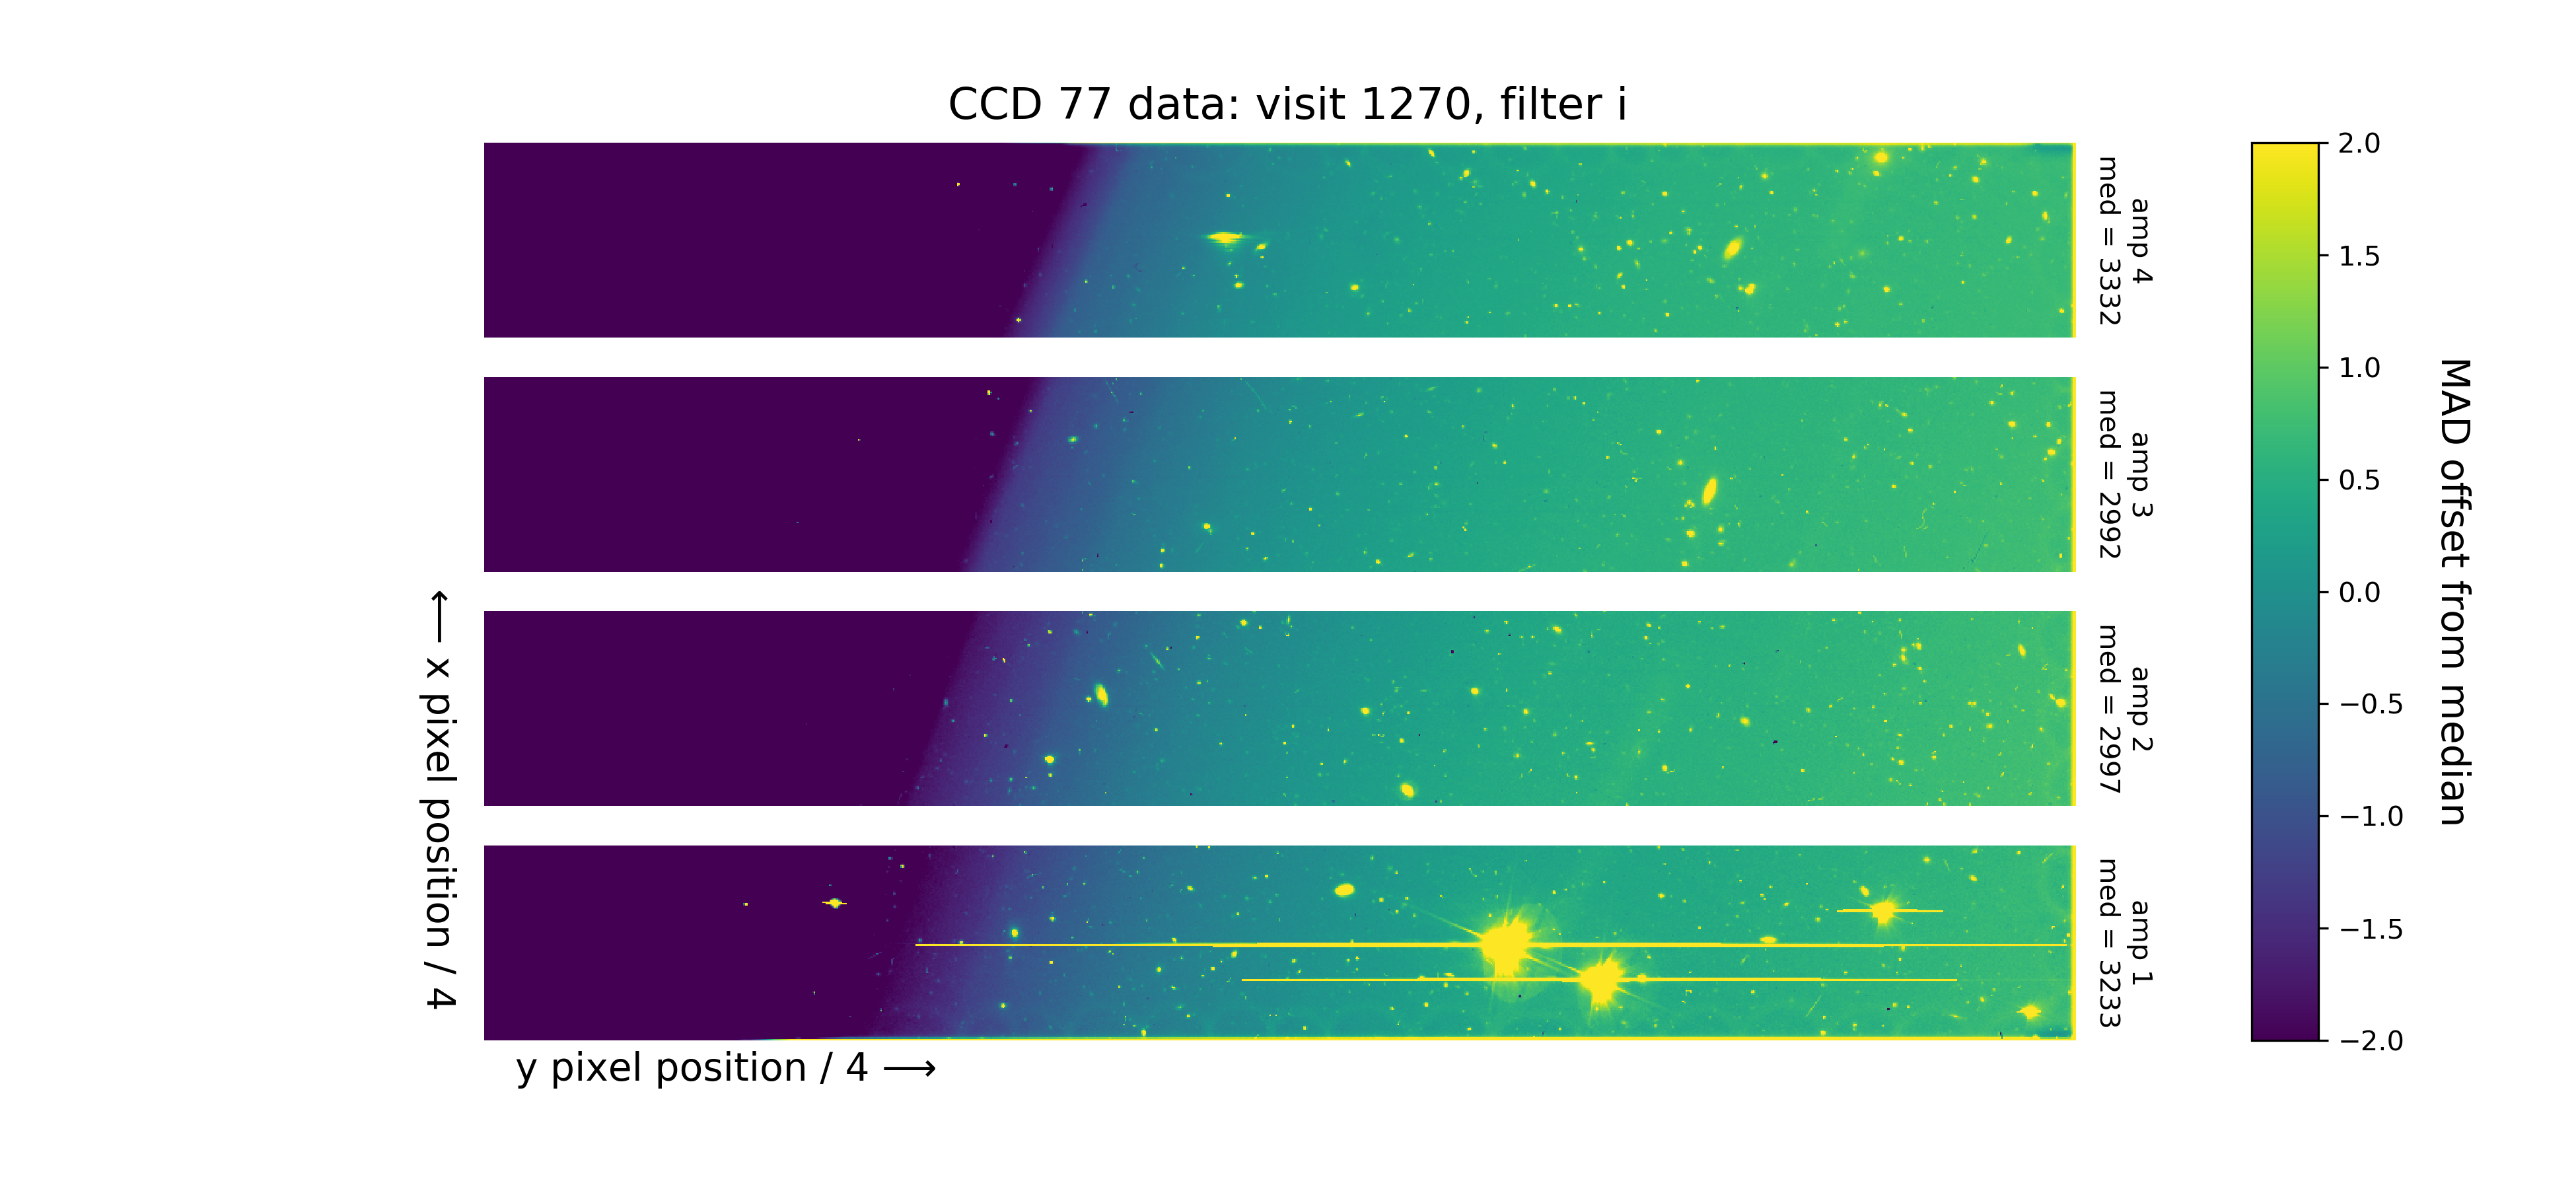 CCD 77 data: visit 1270, filter i
amp 4
med = 3332
amp 3
med = 2992
amp 2
med = 2997
amp 1
med = 3233
⟵ x pixel position / 4
y pixel position / 4 ⟶
2.0
1.5
1.0
0.5
0.0
−0.5
−1.0
−1.5
−2.0
MAD offset from median